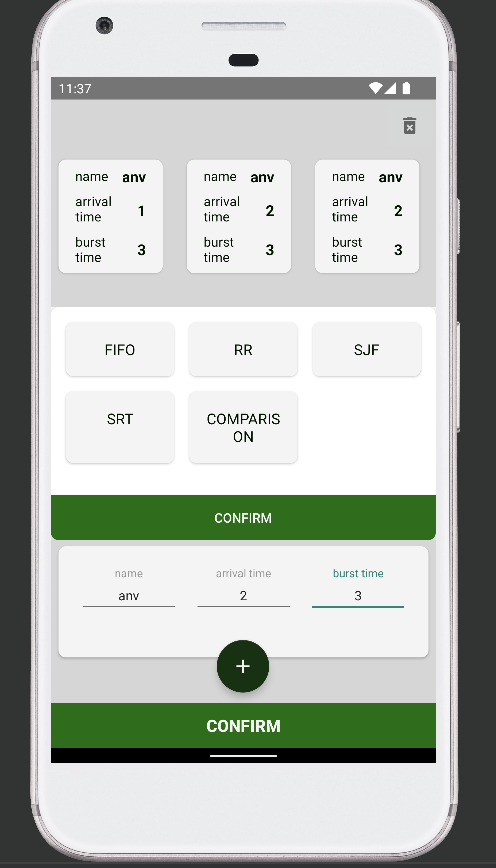 11:37
name anv name anv name anv
arrival time 1 arrival time 2 arrival time 2
burst time 3 burst time 3 burst time 3
FIFO RR SJF
SRT COMPARIS
ON
CONFIRM
name arrival time burst time
anv 2 3
+
CONFIRM